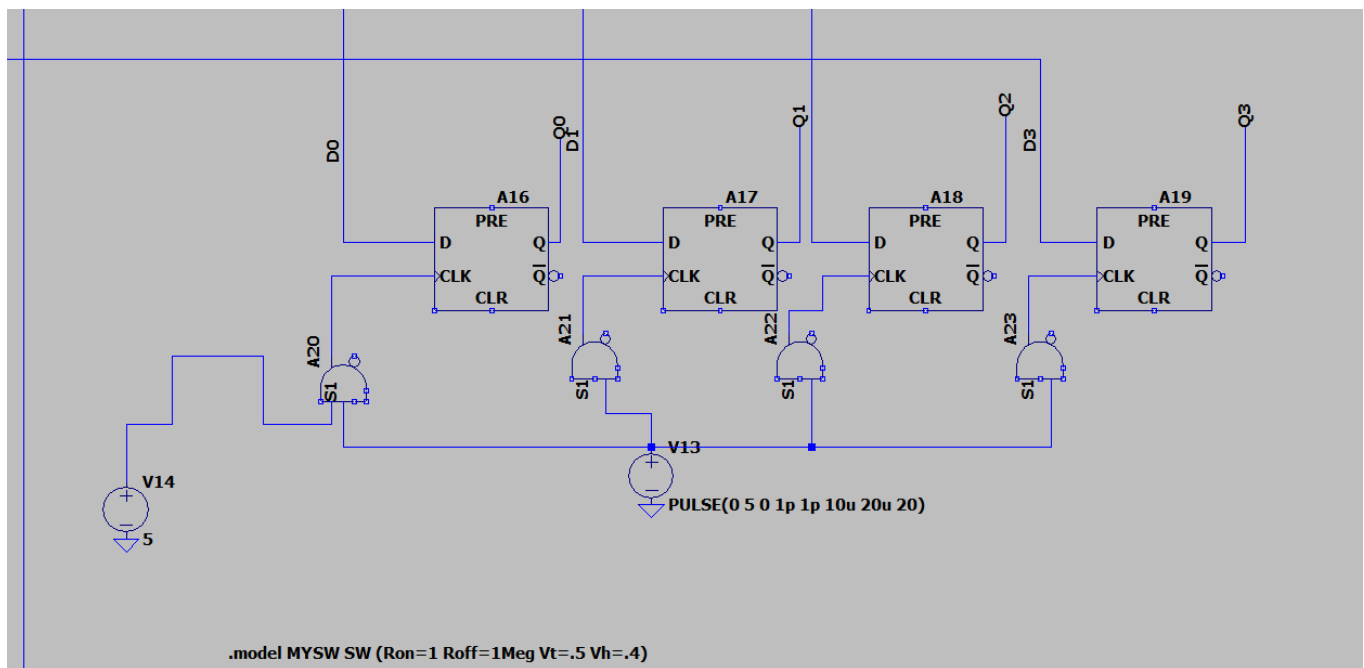 Q2
Q1
Q3
Q0
D1
D3
D0
A16
A17
A18
A19
PRE
PRE
PRE
PRE
D Q
D Q
D Q
D Q
CLK Q
CLK Q
CLK Q
CLK Q
CLR
CLR
CLR
CLR
A20
A21
A22
A23
S1
S1
S1
S1
V13
V14
PULSE(0 5 0 1p 1p 10u 20u 20)
5
.model MYSW SW (Ron=1 Roff=1Meg Vt=.5 Vh=.4)